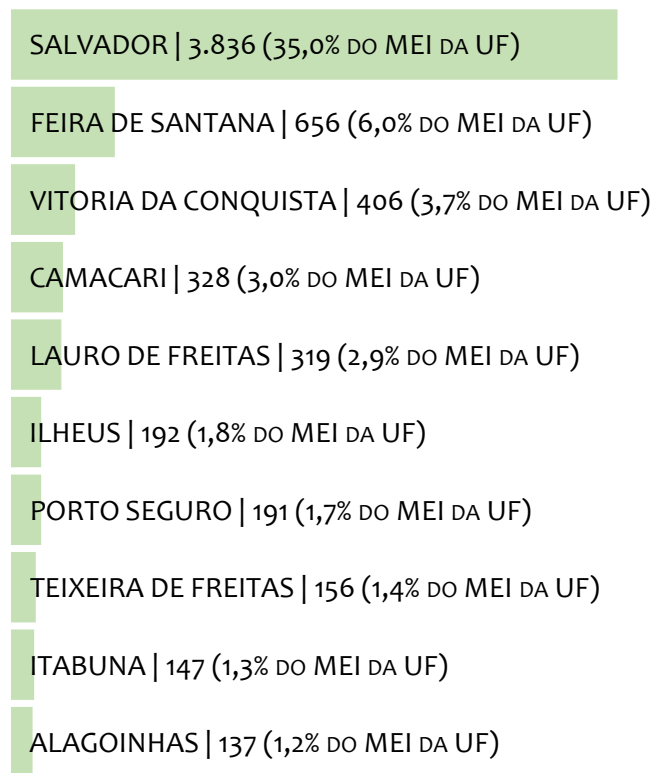 SALVADOR | 3.836 (35,0% DO MEI DA UF)
FEIRA DE SANTANA | 656 (6,0% DO MEI DA UF)
VITORIA DA CONQUISTA | 406 (3,7% DO MEI DA UF)
CAMACARI | 328 (3,0% DO MEI DA UF)
LAURO DE FREITAS | 319 (2,9% DO MEI DA UF)
ILHEUS | 192 (1,8% DO MEI DA UF)
PORTO SEGURO | 191 (1,7% DO MEI DA UF)
TEIXEIRA DE FREITAS | 156 (1,4% DO MEI DA UF)
ITABUNA | 147 (1,3% DO MEI DA UF)
ALAGOINHAS | 137 (1,2% DO MEI DA UF)